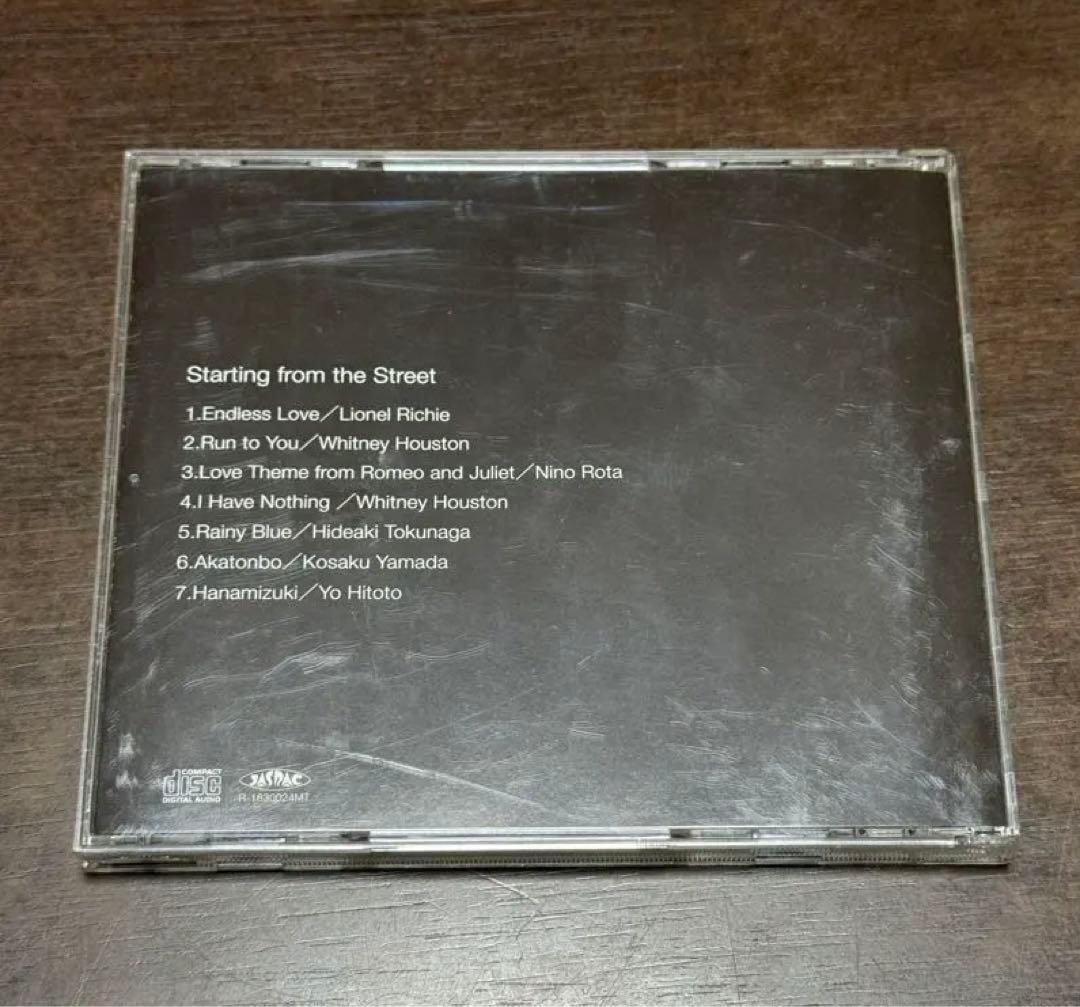 Starting from the Street
1.Endless Love／Lionel Richie
2.Run to You／Whitney Houston
3.Love Theme from Romeo and Juliet／Nino Rota
4.I Have Nothing ／Whitney Houston
5.Rainy Blue／Hideaki Tokunaga
6.Akatonbo／Kosaku Yamada
7.Hanamizuki／Yo Hitoto
COMPACT
disc
DIGITAL AUDIO
JASRAC
R-1830024MT